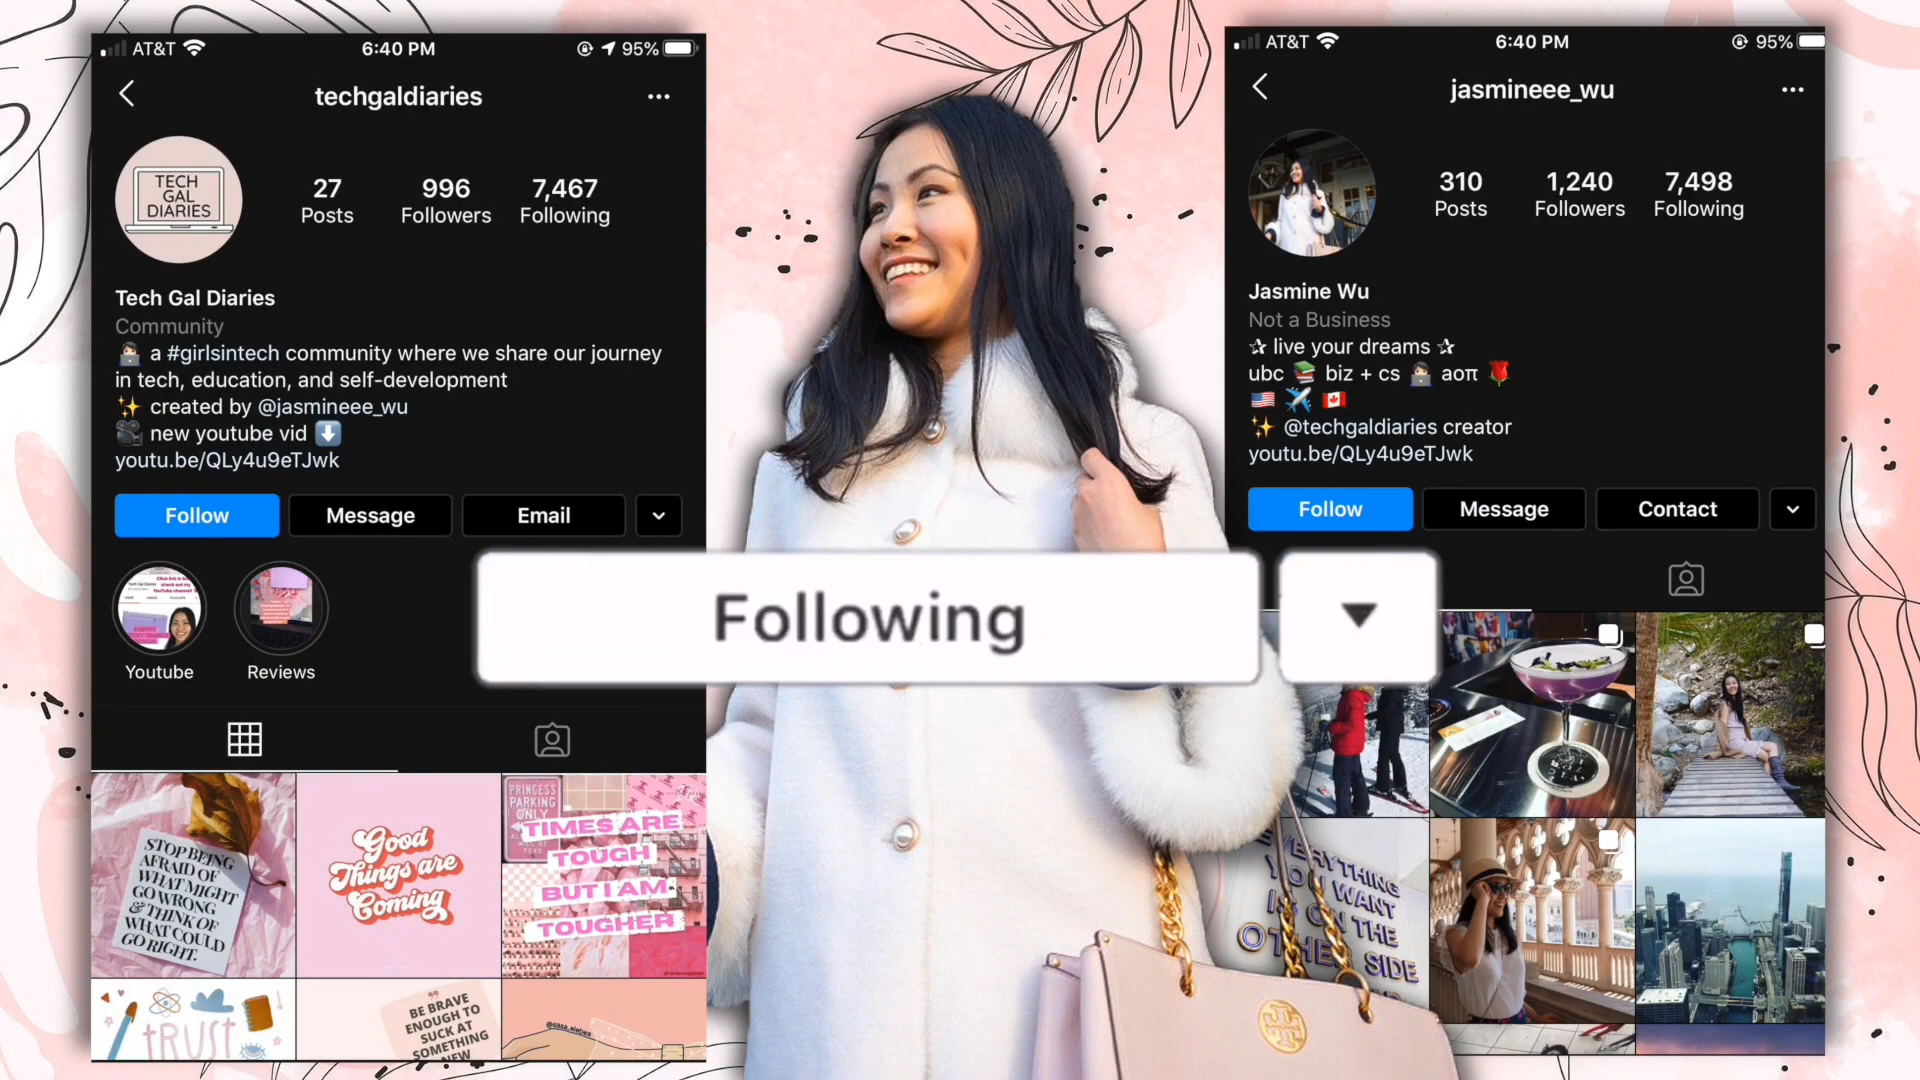 AT&T
6:40 PM
95%
techgaldiaries
TECH
GAL
DIARIES
27
Posts
996
Followers
7,467
Following
Tech Gal Diaries
Community
a #girlsintech community where we share our journey
in tech, education, and self-development
created by @jasmineee_wu
new youtube vid
youtu.be/QLy4u9eTJwk
Follow
Message
Email
Youtube
Reviews
STOP BEING
AFRAID OF
WHAT MIGHT
GO WRONG
& THINK OF
WHAT COULD
GO RIGHT.
Good
Things are
Coming
PRINCESS
PARKING
ONLY
TIMES ARE
TOUGH
BUT I AM
TOUGHER
TRUST
BE BRAVE
ENOUGH TO
SUCK AT
SOMETHING
NEW
Following
AT&T
6:40 PM
95%
jasmineee_wu
310
Posts
1,240
Followers
7,498
Following
Jasmine Wu
Not a Business
✰ live your dreams ✰
ubc biz + cs aoπ
@techgaldiaries creator
youtu.be/QLy4u9eTJwk
Follow
Message
Contact
EVERYTHING
YOU WANT
IS ON THE
OTHER SIDE